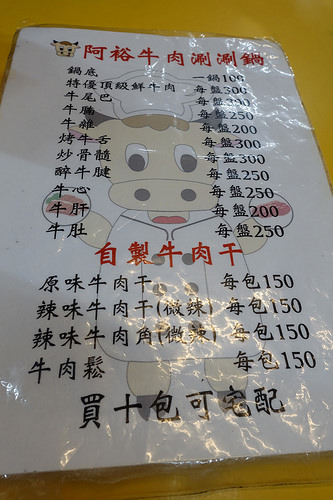 阿裕牛肉涮涮鍋
鍋底 一鍋100
特優頂級鮮牛肉 每盤300
牛尾巴 每盤300
牛腩 每盤250
牛雜 每盤200
烤牛舌 每盤300
炒骨髓 每盤300
醉牛腱 每盤250
牛心 每盤250
牛肝 每盤200
牛肚 每盤250
自製牛肉干
原味牛肉干 每包150
辣味牛肉干(微辣) 每包150
辣味牛肉角(微辣) 每包150
牛肉鬆 每包150
買十包可宅配